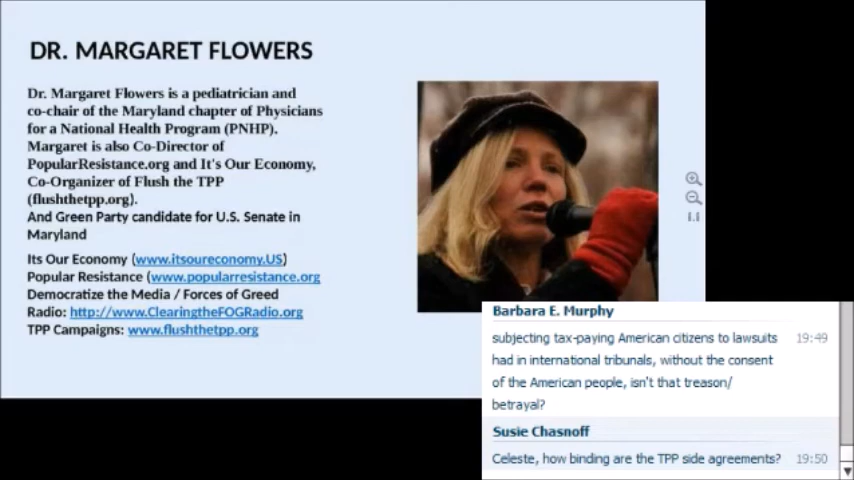 DR. MARGARET FLOWERS
Dr. Margaret Flowers is a pediatrician and
co-chair of the Maryland chapter of Physicians
for a National Health Program (PNHP).
Margaret is also Co-Director of
PopularResistance.org and It's Our Economy,
Co-Organizer of Flush the TPP
(flushthetpp.org).
And Green Party candidate for U.S. Senate in
Maryland
Its Our Economy (www.itsoureconomy.US)
Popular Resistance (www.popularresistance.org
Democratize the Media / Forces of Greed
Radio: http://www.ClearingtheFOGRadio.org
TPP Campaigns: www.flushthetpp.org
1:1
Barbara E. Murphy
subjecting tax-paying American citizens to lawsuits 19:49
had in international tribunals, without the consent
of the American people, isn't that treason/
betrayal?
Susie Chasnoff
Celeste, how binding are the TPP side agreements? 19:50